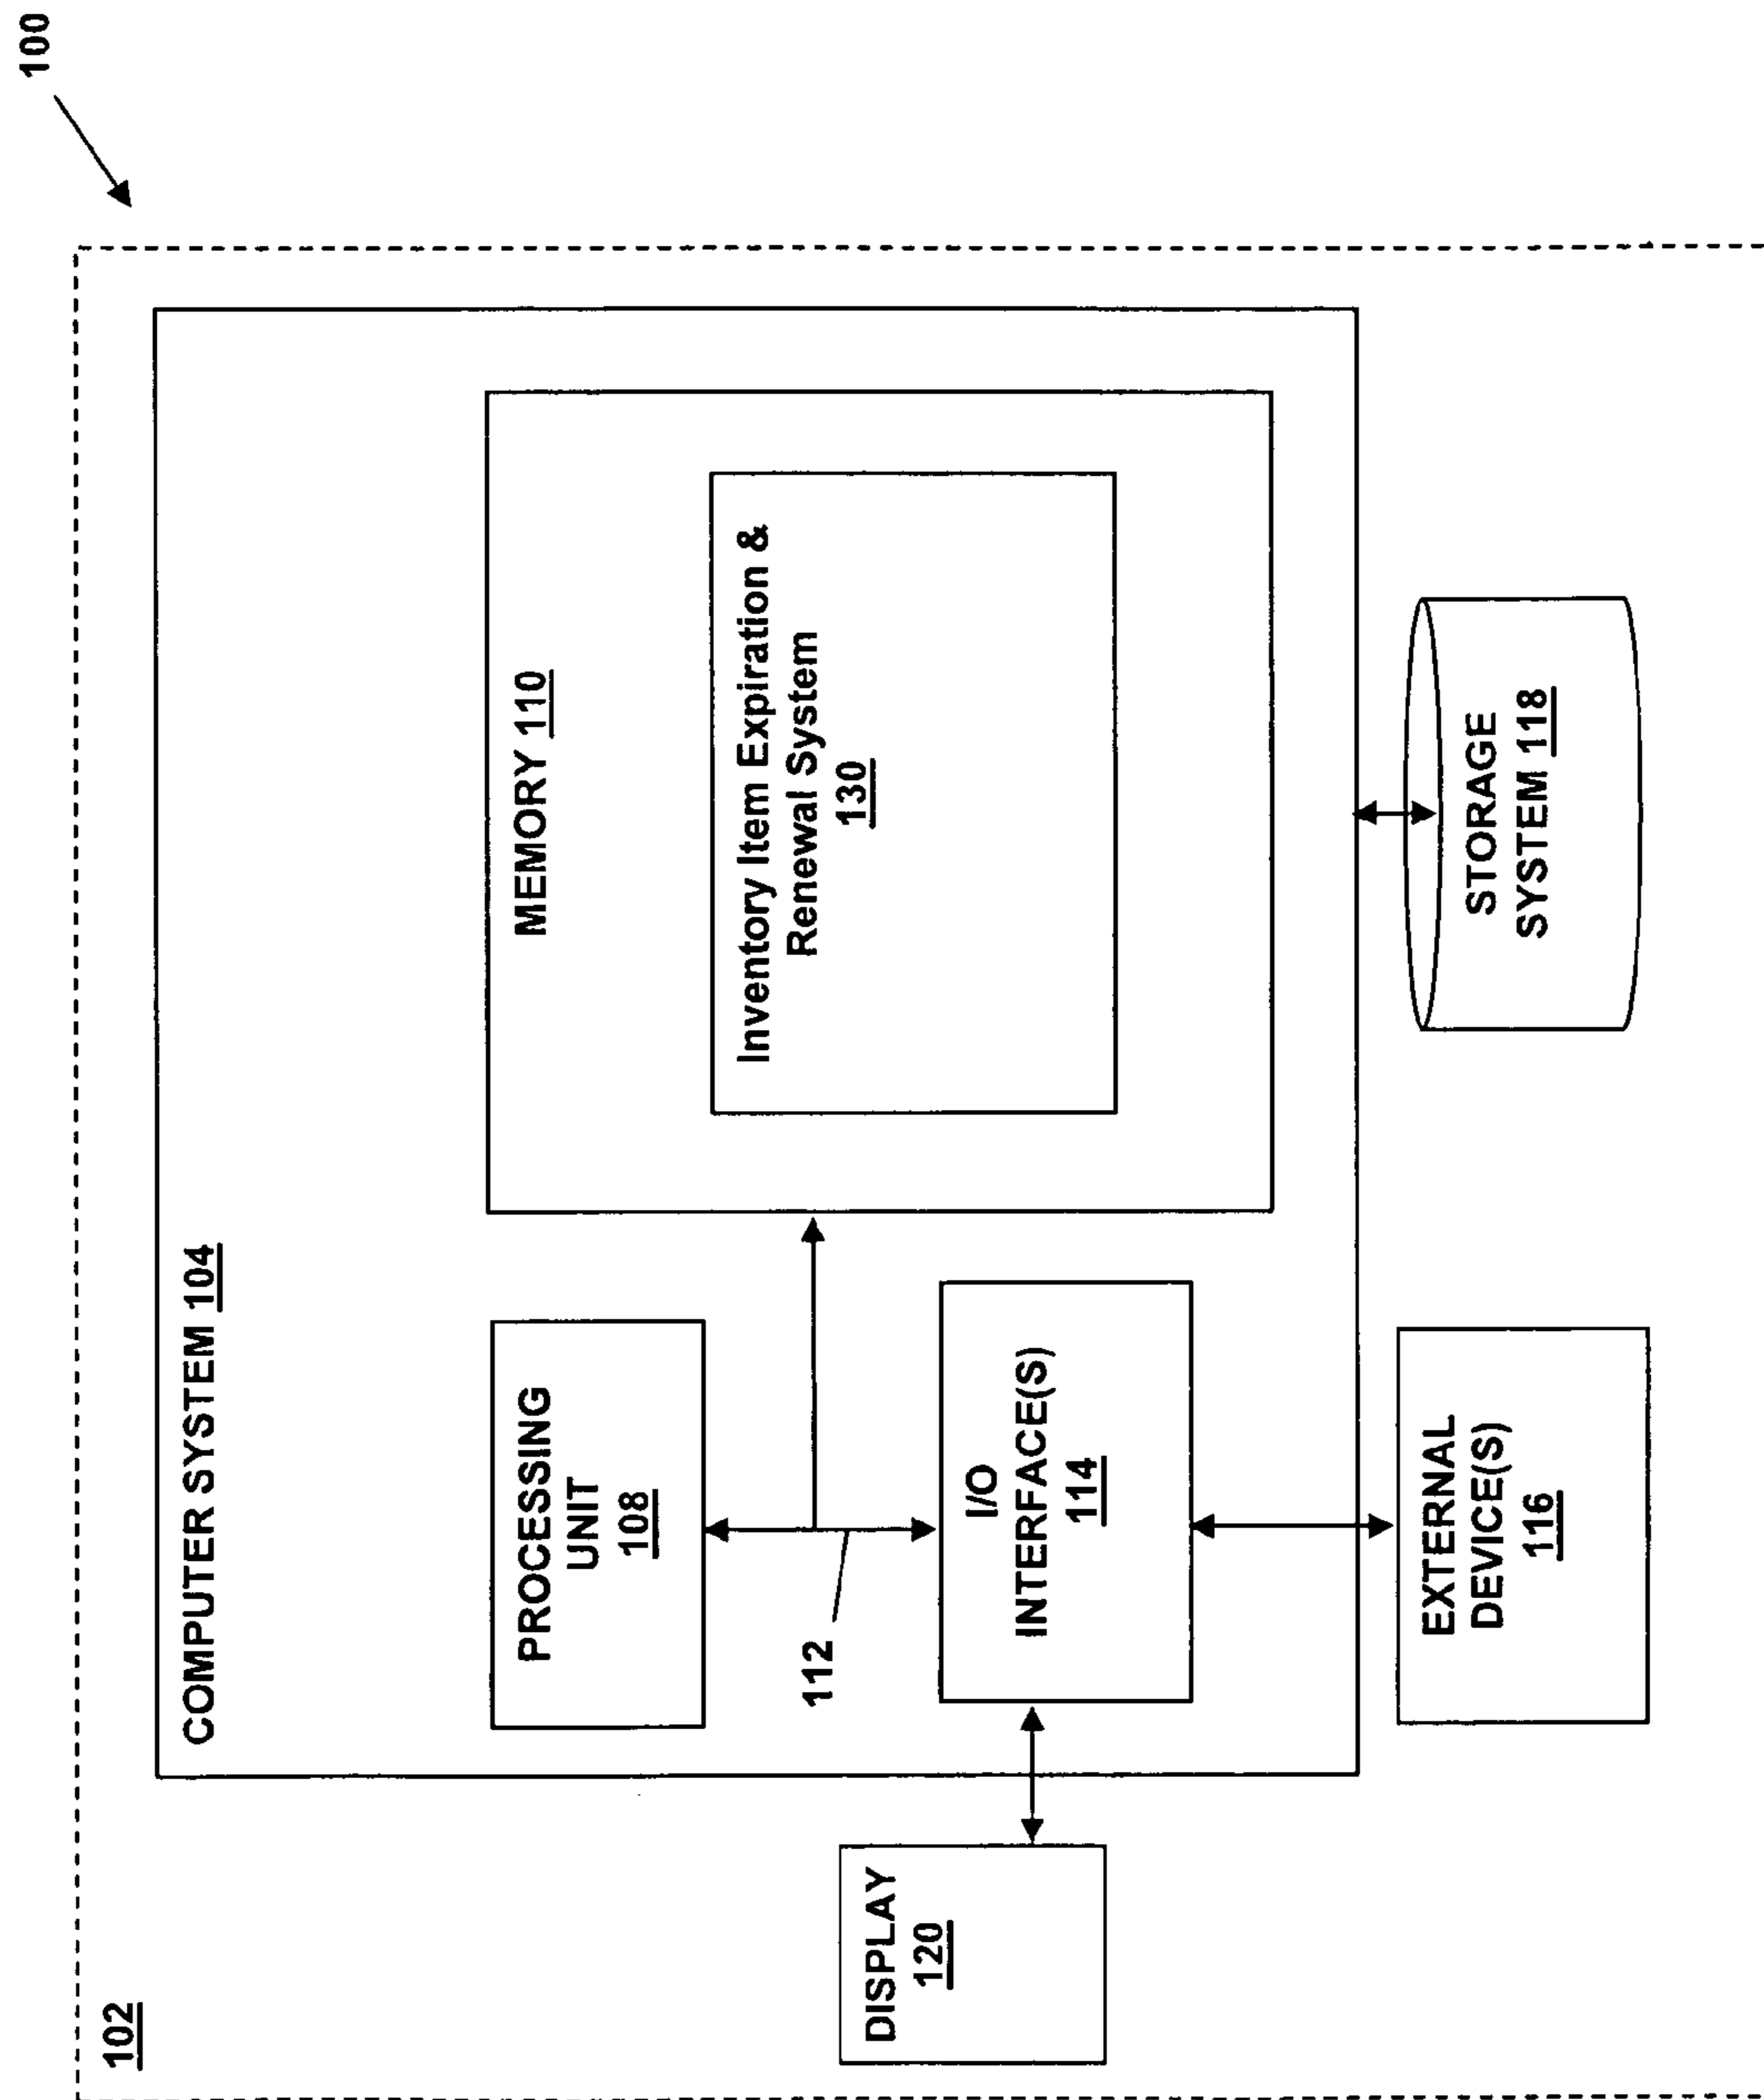 100
102
COMPUTER SYSTEM 104
PROCESSING
UNIT
108
MEMORY 110
Inventory Item Expiration &
Renewal System
130
112
I/O
INTERFACE(S)
114
DISPLAY
120
EXTERNAL
DEVICE(S)
116
STORAGE
SYSTEM 118